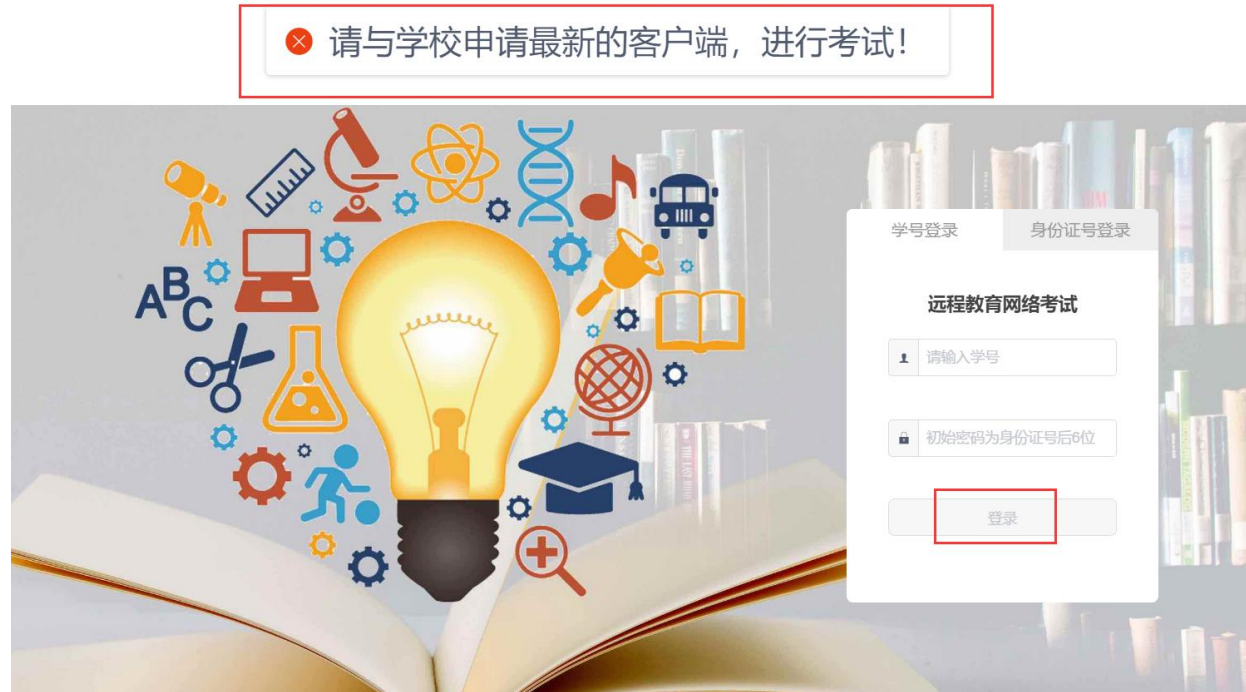 请与学校申请最新的客户端，进行考试！
学号登录
身份证号登录
ABC
远程教育网络考试
请输入学号
初始密码为身份证号后6位
登录